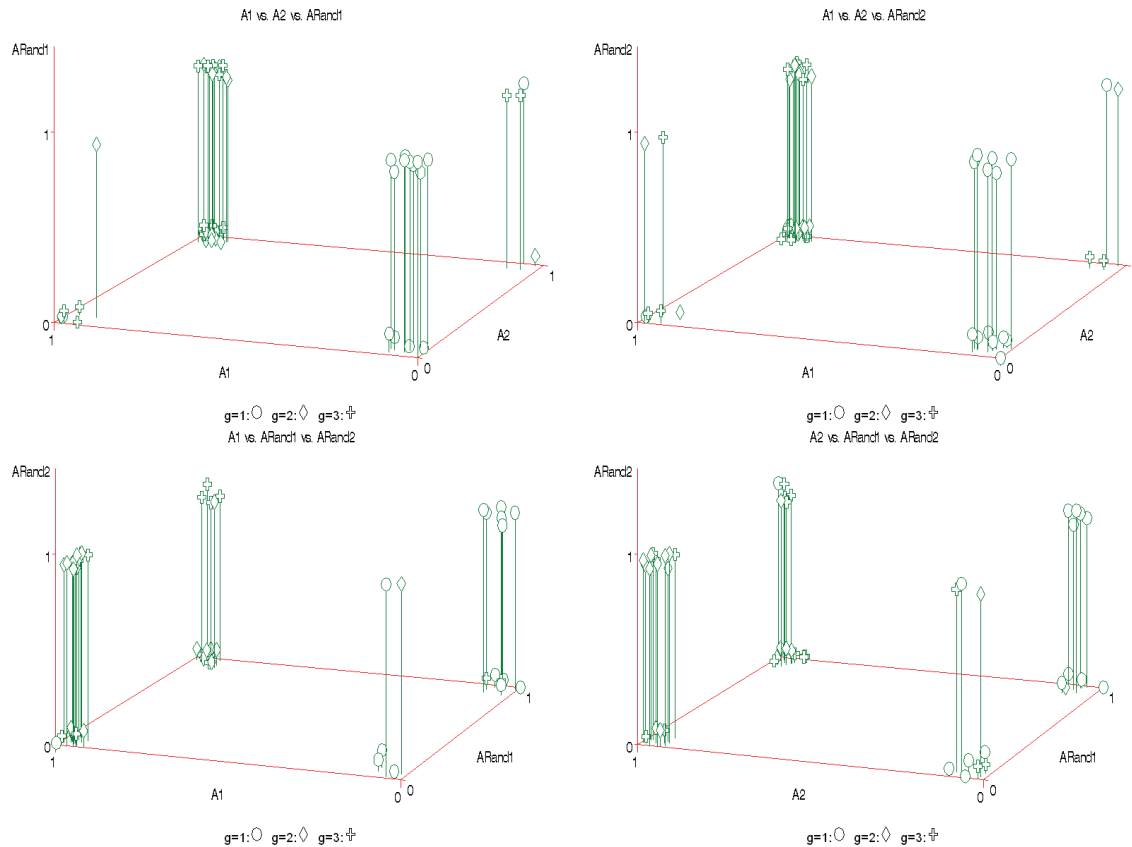 A1 vs. A2 vs. ARand1
ARand1
1
0
1
A1
0
0
A2
1
g=1: g=2: g=3:
A1 vs. A2 vs. ARand2
ARand2
1
0
1
A1
0
0
A2
1
g=1: g=2: g=3:
A1 vs. ARand1 vs. ARand2
ARand2
1
0
1
A1
0
0
ARand1
1
g=1: g=2: g=3:
A2 vs. ARand1 vs. ARand2
ARand2
1
0
1
A2
0
0
ARand1
1
g=1: g=2: g=3: